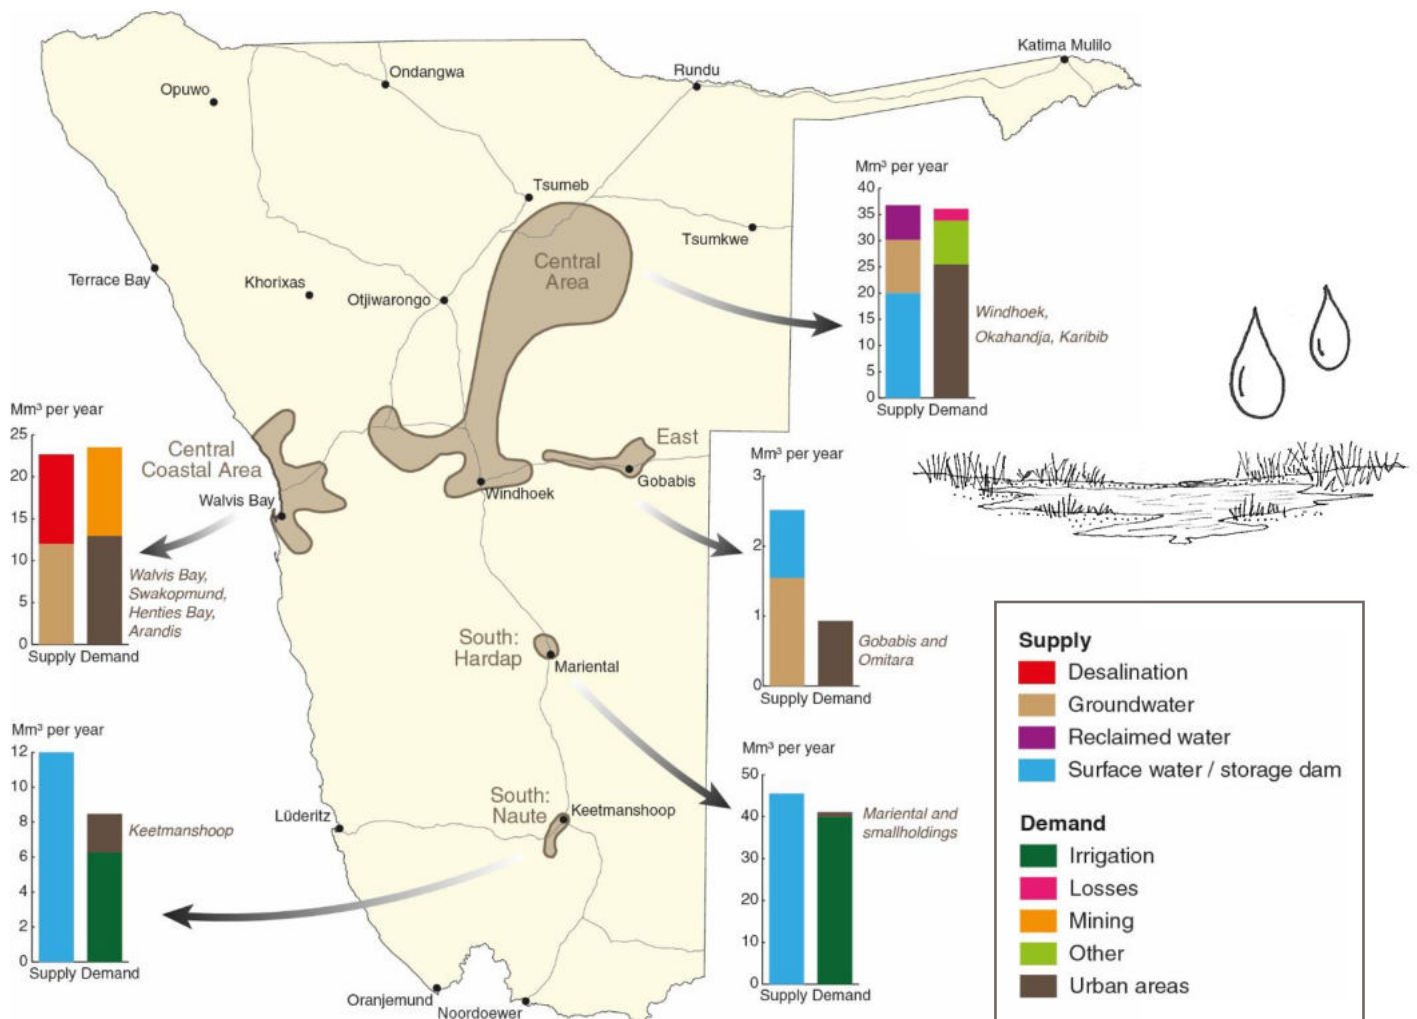 Katima Mulilo
Ondangwa
Rundu
Opuwo
Tsumeb
Tsumkwe
Central
Area
Terrace Bay
Khorixas
Otjiwarongo
Mm³ per year
40
35
30
25
20
15
10
5
0
Supply Demand
Windhoek,
Okahandja, Karibib
Mm³ per year
25
20
15
10
5
0
Supply Demand
Walvis Bay,
Swakopmund,
Henties Bay,
Arandis
Central
Coastal Area
Walvis Bay
Windhoek
East
Gobabis
Mm³ per year
3
2
1
0
Supply Demand
Gobabis and
Omitara
South:
Hardap
Mariental
Mm³ per year
12
10
8
6
4
2
0
Supply Demand
Keetmanshoop
South:
Naute
Keetmanshoop
Lüderitz
Mm³ per year
50
40
30
20
10
0
Supply Demand
Mariental and
smallholdings
Oranjemund
Noordoewer
Supply
Desalination
Groundwater
Reclaimed water
Surface water / storage dam
Demand
Irrigation
Losses
Mining
Other
Urban areas